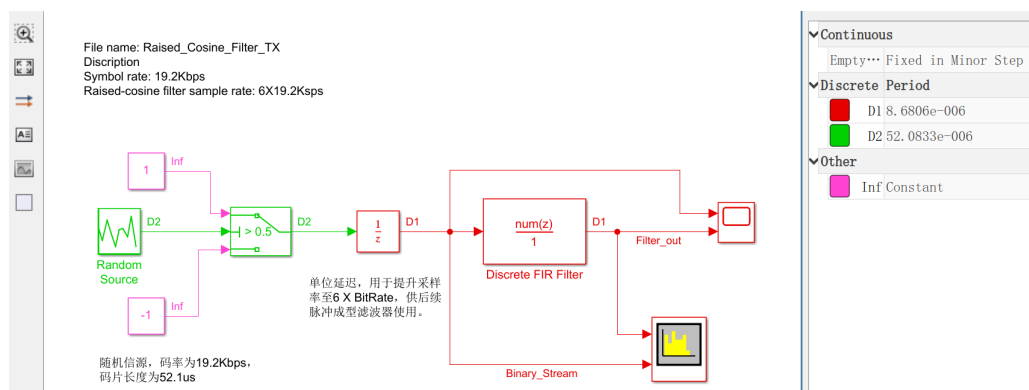 File name: Raised_Cosine_Filter_TX
Discription
Symbol rate: 19.2Kbps
Raised-cosine filter sample rate: 6X19.2Ksps
1
Inf
D2
Random
Source
> 0.5
D2
-1
Inf
1
z
D1
num(z)
1
D1
Discrete FIR Filter
Filter_out
单位延迟，用于提升采样
率至6 X BitRate，供后续
脉冲成型滤波器使用。
Binary_Stream
随机信源，码率为19.2Kbps，
码片长度为52.1us
Continuous
Empty… Fixed in Minor Step
Discrete Period
D1 8.6806e-006
D2 52.0833e-006
Other
Inf Constant